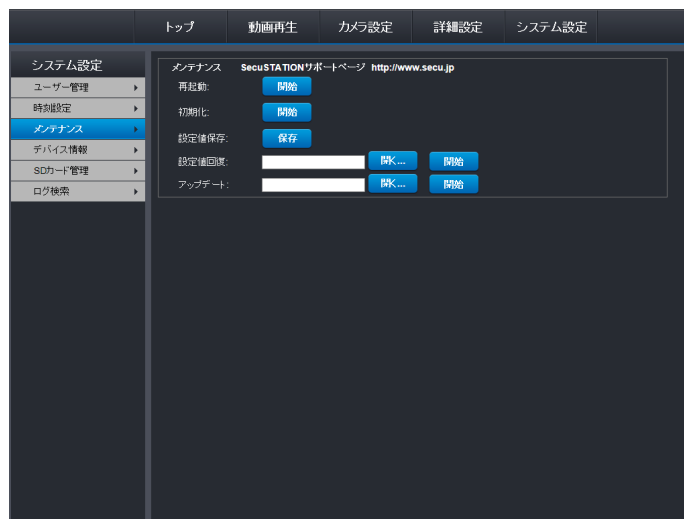 トップ 動画再生 カメラ設定 詳細設定 システム設定
システム設定
ユーザー管理
時刻設定
メンテナンス
デバイス情報
SDカード管理
ログ検索
メンテナンス SecuSTATIONサポートページ http://www.secu.jp
再起動: 開始
初期化: 開始
設定値保存: 保存
設定値回復: 開く... 開始
アップデート: 開く... 開始